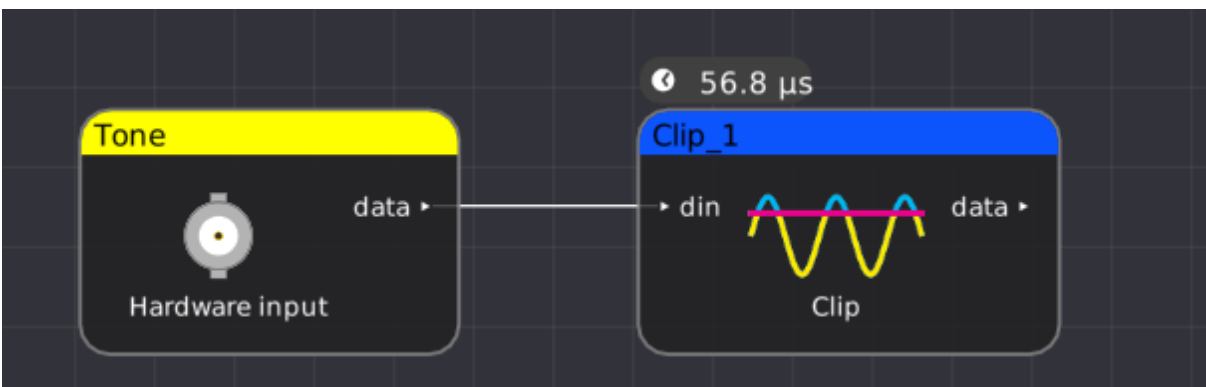 56.8 µs
Tone
Clip_1
data
din
data
Hardware input
Clip